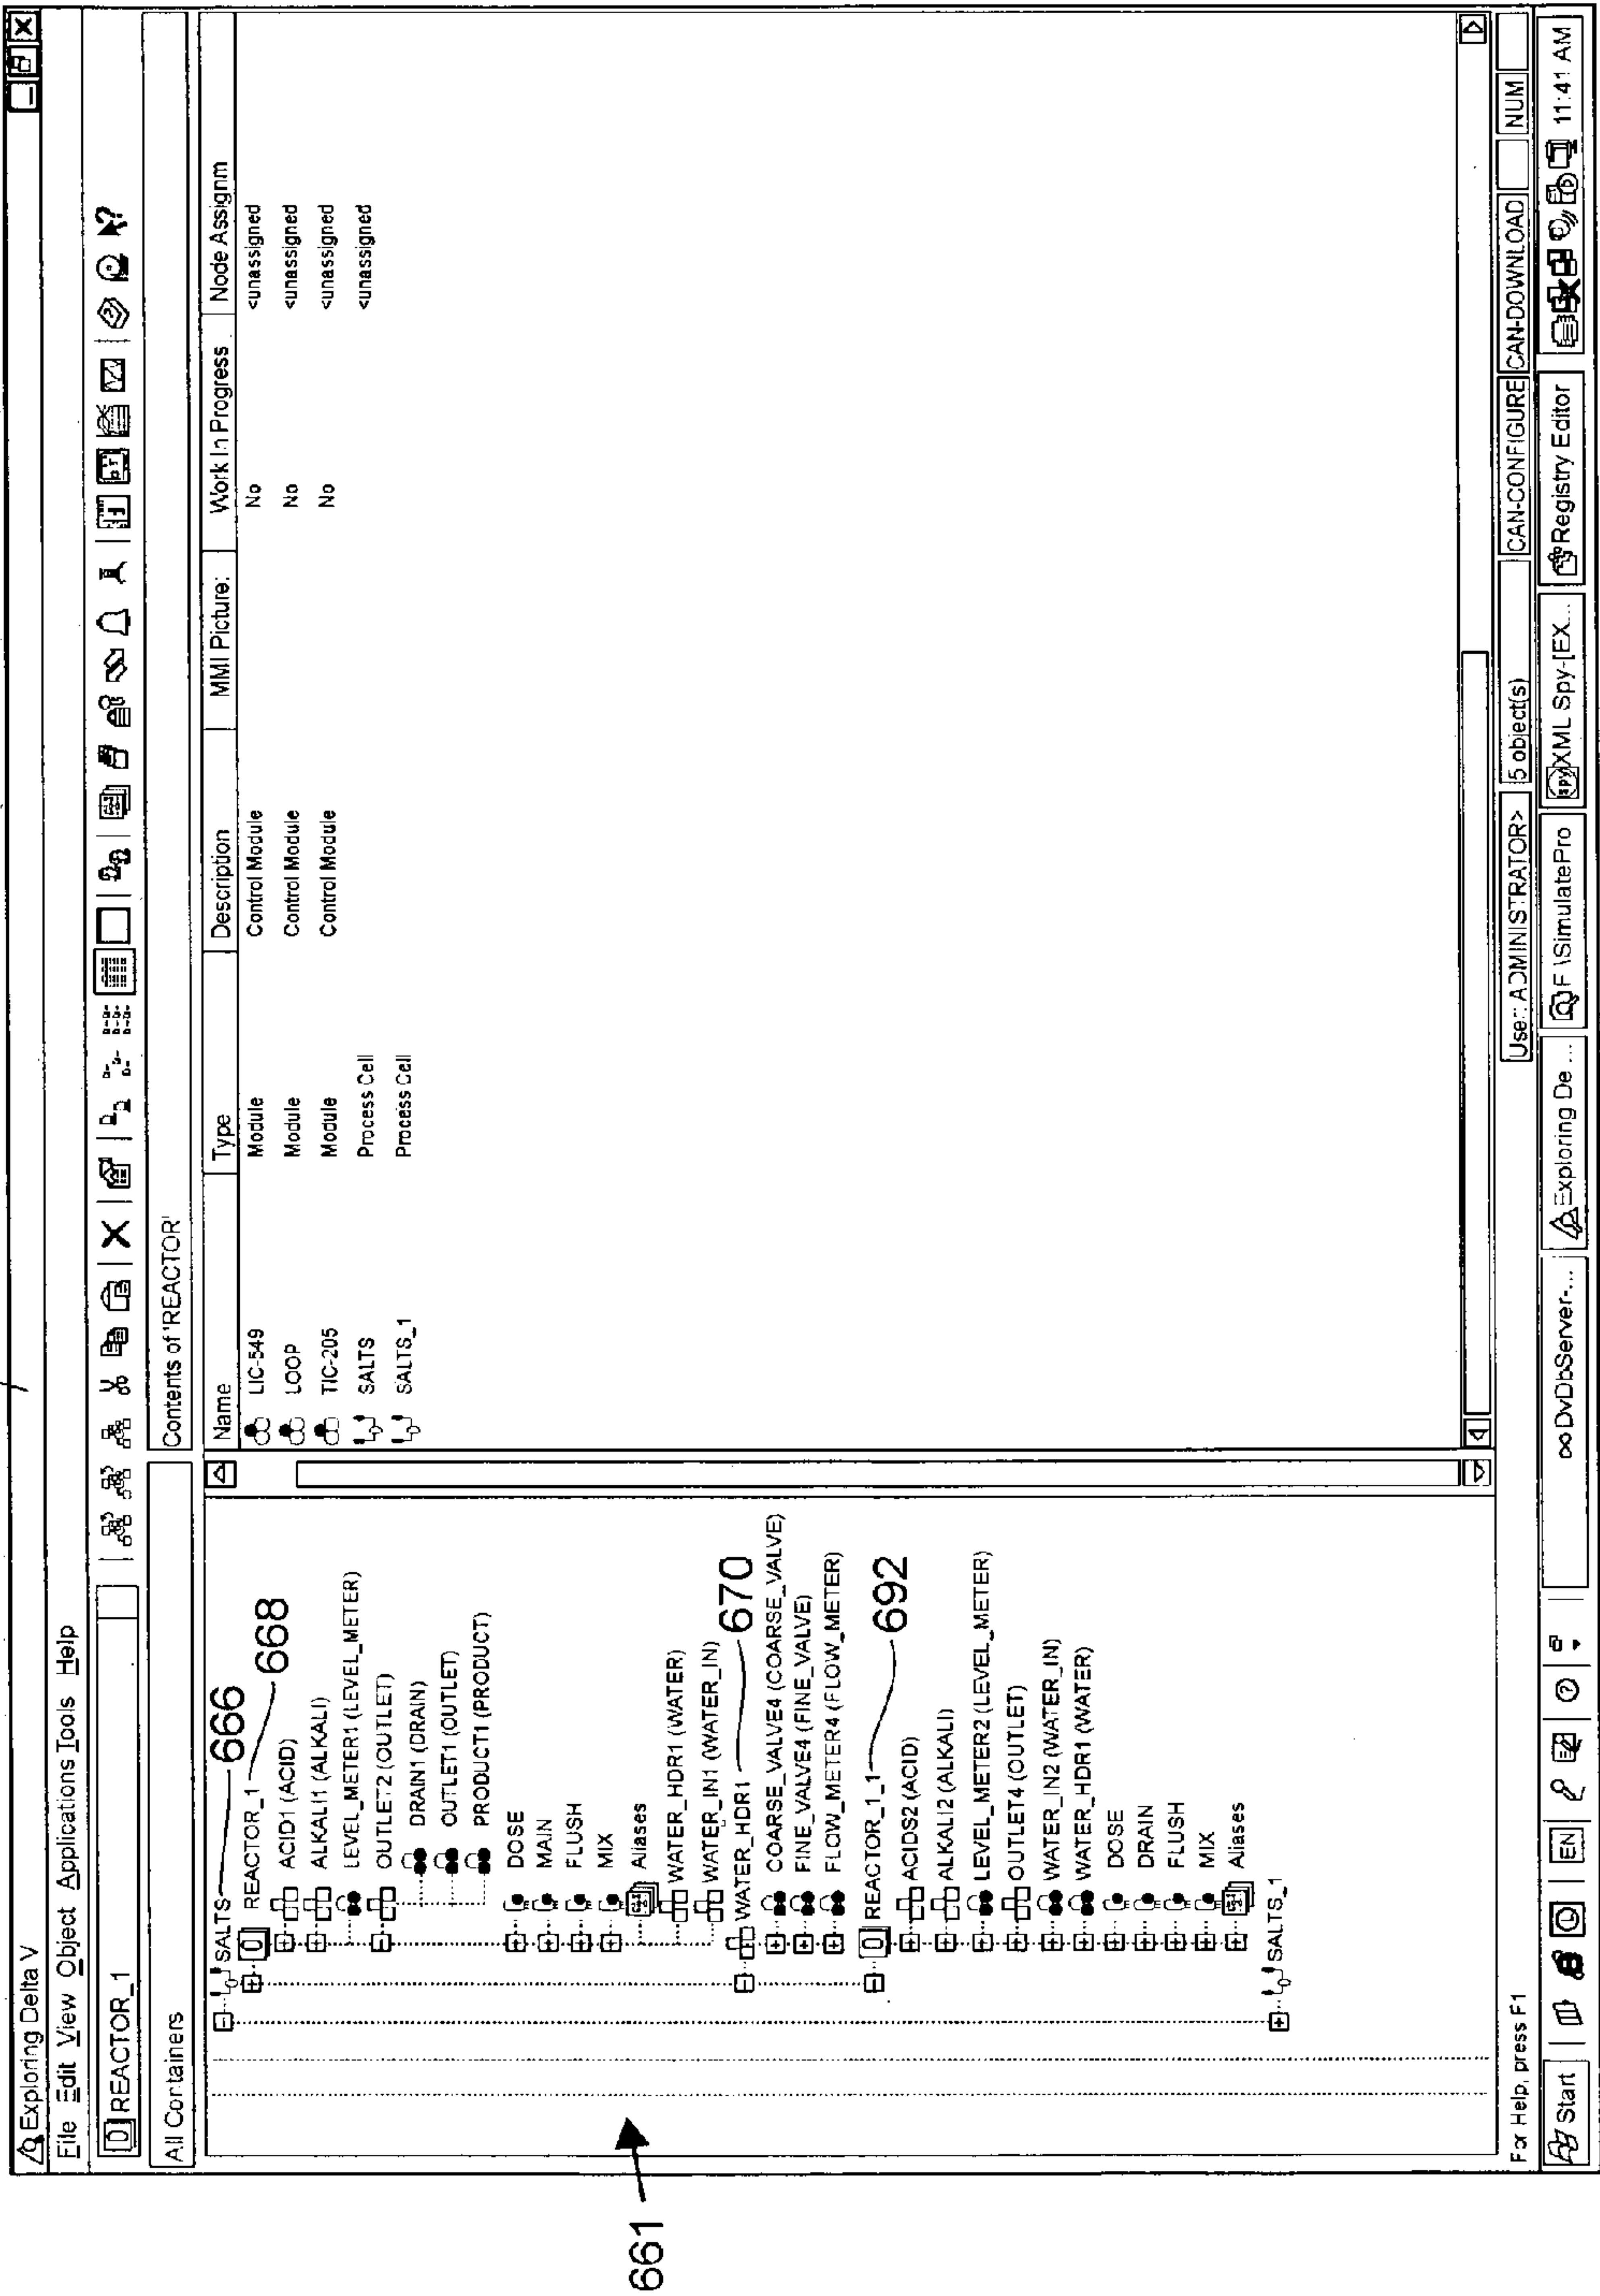 Exploring Delta V
File Edit View Object Applications Tools Help
REACTOR_1
All Containers
Contents of 'REACTOR'
SALTS 666
REACTOR_1 668
ACID1 (ACID)
ALKALI1 (ALKALI)
LEVEL_METER1 (LEVEL_METER)
OUTLET2 (OUTLET)
DRAIN1 (DRAIN)
OUTLET1 (OUTLET)
PRODUCT1 (PRODUCT)
DOSE
MAIN
FLUSH
MIX
Aliases
WATER_HDR1 (WATER)
WATER_IN1 (WATER_IN)
WATER_HDR1 670
COARSE_VALVE4 (COARSE_VALVE)
FINE_VALVE4 (FINE_VALVE)
FLOW_METER4 (FLOW_METER)
REACTOR_1_1 692
ACIDS2 (ACID)
ALKALI2 (ALKALI)
LEVEL_METER2 (LEVEL_METER)
OUTLET4 (OUTLET)
WATER_IN2 (WATER_IN)
WATER_HDR1 (WATER)
DOSE
DRAIN
FLUSH
MIX
Aliases
SALTS_1
661
Name Type Description MMI Picture: Work In Progress Node Assignm
LIC-549 Module Control Module No <unassigned
LOOP Module Control Module No <unassigned
TIC-205 Module Control Module No <unassigned
SALTS Process Cell <unassigned
SALTS_1 Process Cell
For Help, press F1 User: ADMINISTRATOR> 5 object(s) CAN-CONFIGURE CAN-DOWNLOAD NUM
Start EN DvDbServer-... Exploring De ... F \SimulatePro XML Spy-[EX... Registry Editor 11:41 AM